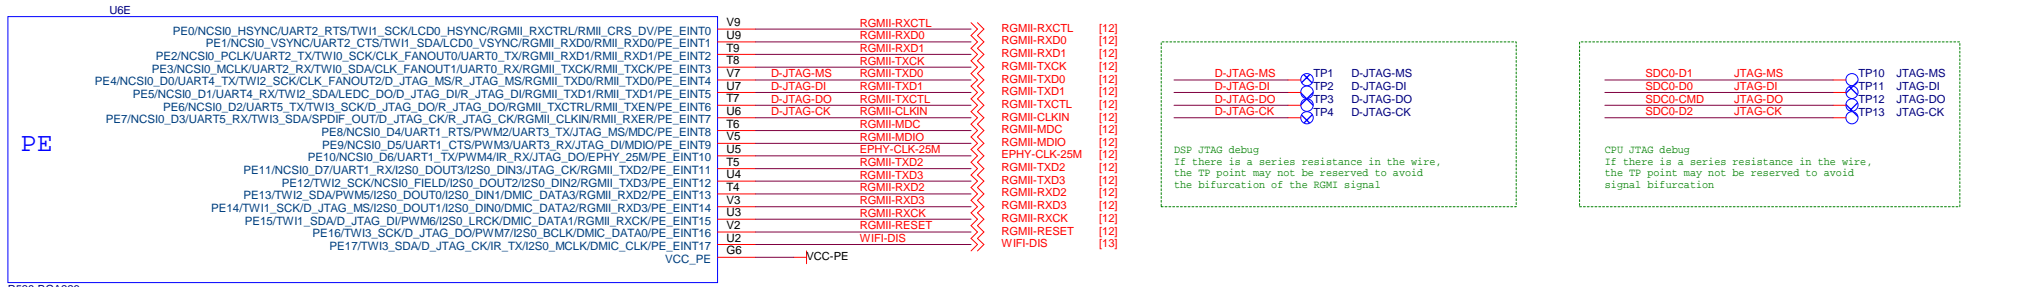 U6E
PE
PE0/NCSI0_HSYNC/UART2_RTS/TWI1_SCK/LCD0_HSYNC/RGMII_RXCTRL/RMII_CRS_DV/PE_EINT0 V9 RGMII-RXCTL RGMII-RXCTL [12]
PE1/NCSI0_VSYNC/UART2_CTS/TWI1_SDA/LCD0_VSYNC/RGMII_RXD0/RMII_RXD0/PE_EINT1 U9 RGMII-RXD0 RGMII-RXD0 [12]
PE2/NCSI0_PCLK/UART2_TX/TWI0_SCK/CLK_FANOUT0/UART0_TX/RGMII_RXD1/RMII_RXD1/PE_EINT2 T9 RGMII-RXD1 RGMII-RXD1 [12]
PE3/NCSI0_MCLK/UART2_RX/TWI0_SDA/CLK_FANOUT1/UART0_RX/RGMII_TXCK/RMII_TXCK/PE_EINT3 T8 RGMII-TXCK RGMII-TXCK [12]
PE4/NCSI0_D0/UART4_TX/TWI2_SCK/CLK_FANOUT2/D_JTAG_MS/R_JTAG_MS/RGMII_TXD0/RMII_TXD0/PE_EINT4 V7 D-JTAG-MS RGMII-TXD0 RGMII-TXD0 [12]
PE5/NCSI0_D1/UART4_RX/TWI2_SDA/LEDC_DO/D_JTAG_DI/R_JTAG_DI/RGMII_TXD1/RMII_TXD1/PE_EINT5 U7 D-JTAG-DI RGMII-TXD1 RGMII-TXD1 [12]
PE6/NCSI0_D2/UART5_TX/TWI3_SCK/D_JTAG_DO/R_JTAG_DO/RGMII_TXCTRL/RMII_TXEN/PE_EINT6 T7 D-JTAG-DO RGMII-TXCTL RGMII-TXCTL [12]
PE7/NCSI0_D3/UART5_RX/TWI3_SDA/SPDIF_OUT/D_JTAG_CK/R_JTAG_CK/RGMII_CLKIN/RMII_RXER/PE_EINT7 U6 D-JTAG-CK RGMII-CLKIN RGMII-CLKIN [12]
PE8/NCSI0_D4/UART1_RTS/PWM2/UART3_TX/JTAG_MS/MDC/PE_EINT8 T6 RGMII-MDC RGMII-MDC [12]
PE9/NCSI0_D5/UART1_CTS/PWM3/UART3_RX/JTAG_DI/MDIO/PE_EINT9 V5 RGMII-MDIO RGMII-MDIO [12]
PE10/NCSI0_D6/UART1_TX/PWM4/IR_RX/JTAG_DO/EPHY_25M/PE_EINT10 U5 EPHY-CLK-25M EPHY-CLK-25M [12]
PE11/NCSI0_D7/UART1_RX/I2S0_DOUT3/I2S0_DIN3/JTAG_CK/RGMII_TXD2/PE_EINT11 T5 RGMII-TXD2 RGMII-TXD2 [12]
PE12/TWI2_SCK/NCSI0_FIELD/I2S0_DOUT2/I2S0_DIN2/RGMII_TXD3/PE_EINT12 U4 RGMII-TXD3 RGMII-TXD3 [12]
PE13/TWI2_SDA/PWM5/I2S0_DOUT0/I2S0_DIN1/DMIC_DATA3/RGMII_RXD2/PE_EINT13 T4 RGMII-RXD2 RGMII-RXD2 [12]
PE14/TWI1_SCK/D_JTAG_MS/I2S0_DOUT1/I2S0_DIN0/DMIC_DATA2/RGMII_RXD3/PE_EINT14 V3 RGMII-RXD3 RGMII-RXD3 [12]
PE15/TWI1_SDA/D_JTAG_DI/PWM6/I2S0_LRCK/DMIC_DATA1/RGMII_RXCK/PE_EINT15 U3 RGMII-RXCK RGMII-RXCK [12]
PE16/TWI3_SCK/D_JTAG_DO/PWM7/I2S0_BCLK/DMIC_DATA0/PE_EINT16 V2 RGMII-RESET RGMII-RESET [12]
PE17/TWI3_SDA/D_JTAG_CK/IR_TX/I2S0_MCLK/DMIC_CLK/PE_EINT17 U2 WIFI-DIS WIFI-DIS [13]
VCC_PE G6 VCC-PE
D-JTAG-MS TP1 D-JTAG-MS
D-JTAG-DI TP2 D-JTAG-DI
D-JTAG-DO TP3 D-JTAG-DO
D-JTAG-CK TP4 D-JTAG-CK
DSP JTAG debug
If there is a series resistance in the wire,
the TP point may not be reserved to avoid
the bifurcation of the RGMI signal
SDC0-D1 JTAG-MS TP10 JTAG-MS
SDC0-D0 JTAG-DI TP11 JTAG-DI
SDC0-CMD JTAG-DO TP12 JTAG-DO
SDC0-D2 JTAG-CK TP13 JTAG-CK
CPU JTAG debug
If there is a series resistance in the wire,
the TP point may not be reserved to avoid
signal bifurcation